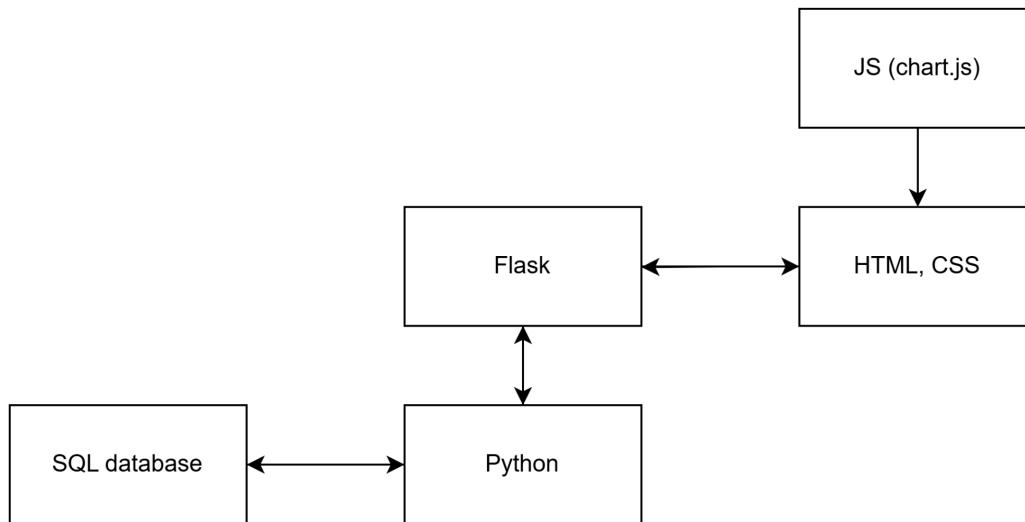 JS (chart.js)
Flask
HTML, CSS
SQL database
Python